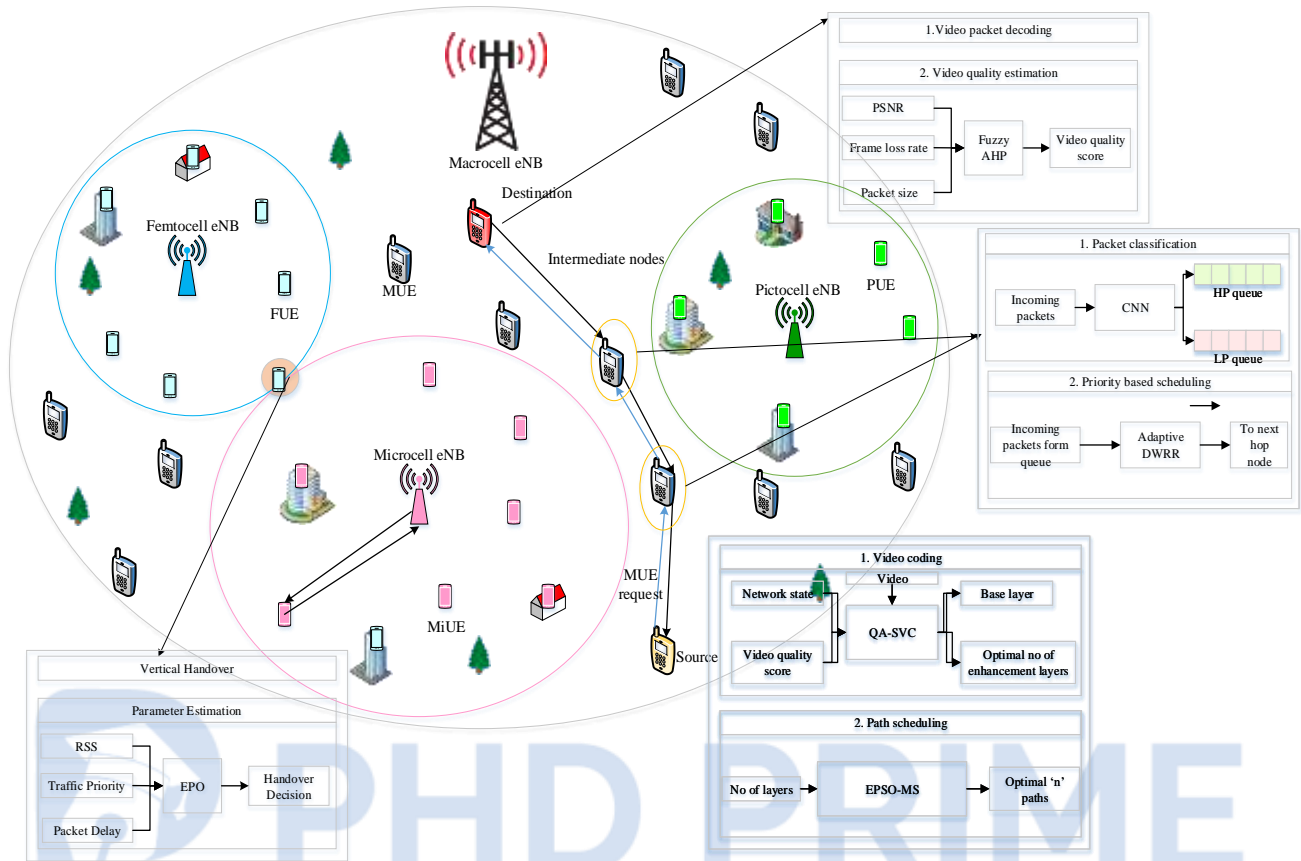 1.Video packet decoding
2. Video quality estimation
PSNR
Frame loss rate
Packet size
Fuzzy
AHP
Video quality
score
Macrocell eNB
Destination
Femtocell eNB
FUE
MUE
Intermediate nodes
Pictocell eNB
PUE
1. Packet classification
Incoming
packets
CNN
HP queue
LP queue
2. Priority based scheduling
Incoming
packets form
queue
Adaptive
DWRR
To next
hop
node
Microcell eNB
MiUE
MUE
request
Source
1. Video coding
Network state
Video
Video quality
score
QA-SVC
Base layer
Optimal no of
enhancement layers
2. Path scheduling
No of layers
EPSO-MS
Optimal ‘n’
paths
Vertical Handover
Parameter Estimation
RSS
Traffic Priority
Packet Delay
EPO
Handover
Decision
PHD PRIME